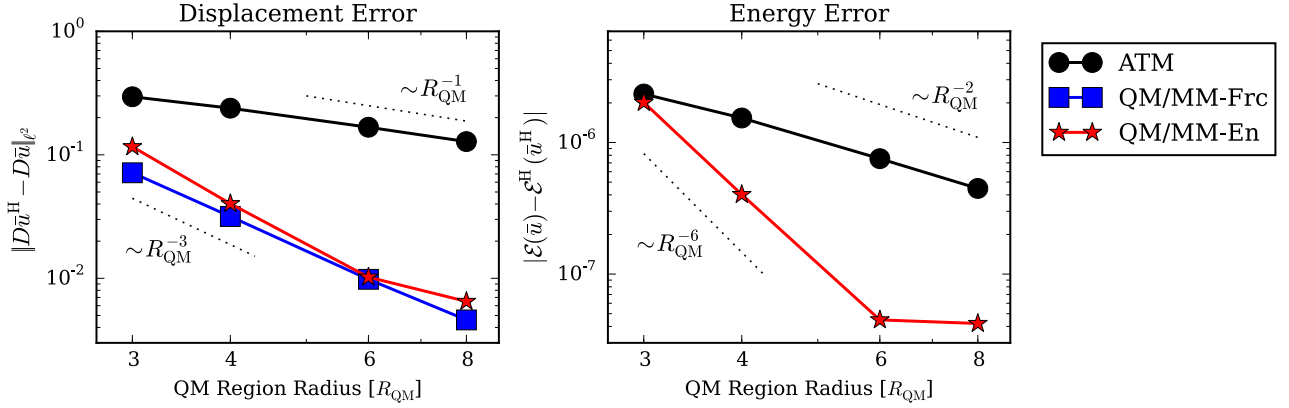 Displacement Error
‖Dū^H − Dū‖_ℓ²
10^0
10^-1
10^-2
~R_QM^-1
~R_QM^-3
3 4 6 8
QM Region Radius [R_QM]
Energy Error
|ℰ(ū) − ℰ^H(ū^H)|
10^-6
10^-7
~R_QM^-2
~R_QM^-6
3 4 6 8
QM Region Radius [R_QM]
ATM
QM/MM-Frc
QM/MM-En